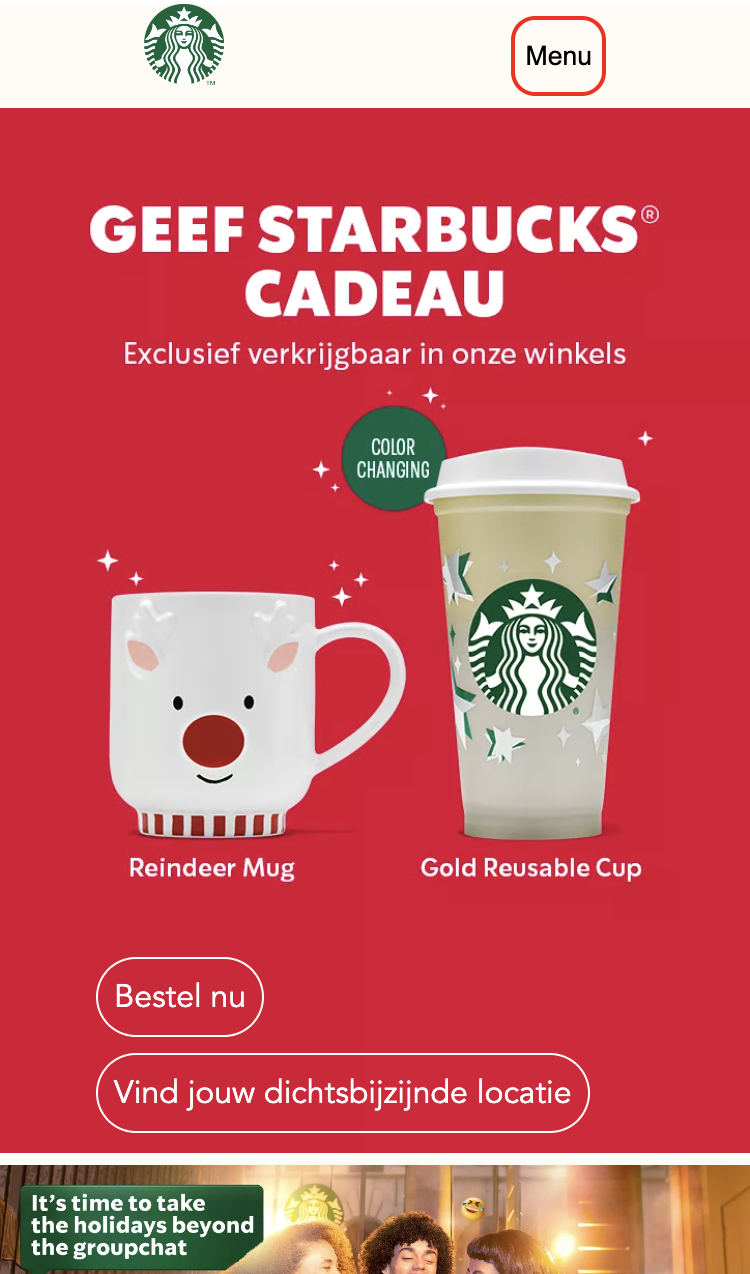 TM
Menu
GEEF STARBUCKS®
CADEAU
Exclusief verkrijgbaar in onze winkels
COLOR
CHANGING
®
Reindeer Mug
Gold Reusable Cup
Bestel nu
Vind jouw dichtsbijzijnde locatie
It's time to take
the holidays beyond
the groupchat